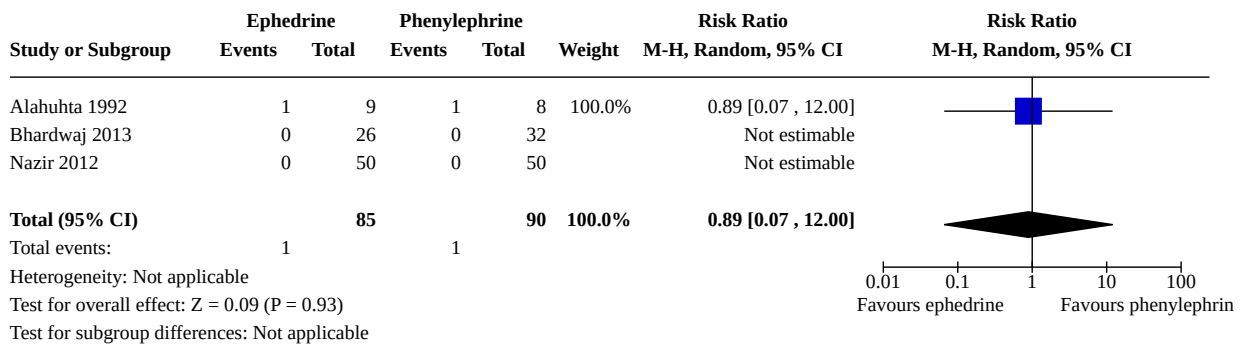 Ephedrine Phenylephrine Risk Ratio Risk Ratio
Study or Subgroup Events Total Events Total Weight M-H, Random, 95% CI M-H, Random, 95% CI
Alahuhta 1992 1 9 1 8 100.0% 0.89 [0.07 , 12.00]
Bhardwaj 2013 0 26 0 32 Not estimable
Nazir 2012 0 50 0 50 Not estimable
Total (95% CI) 85 90 100.0% 0.89 [0.07 , 12.00]
Total events: 1 1
Heterogeneity: Not applicable
0.01 0.1 1 10 100
Test for overall effect: Z = 0.09 (P = 0.93)
Favours ephedrine Favours phenylephrin
Test for subgroup differences: Not applicable